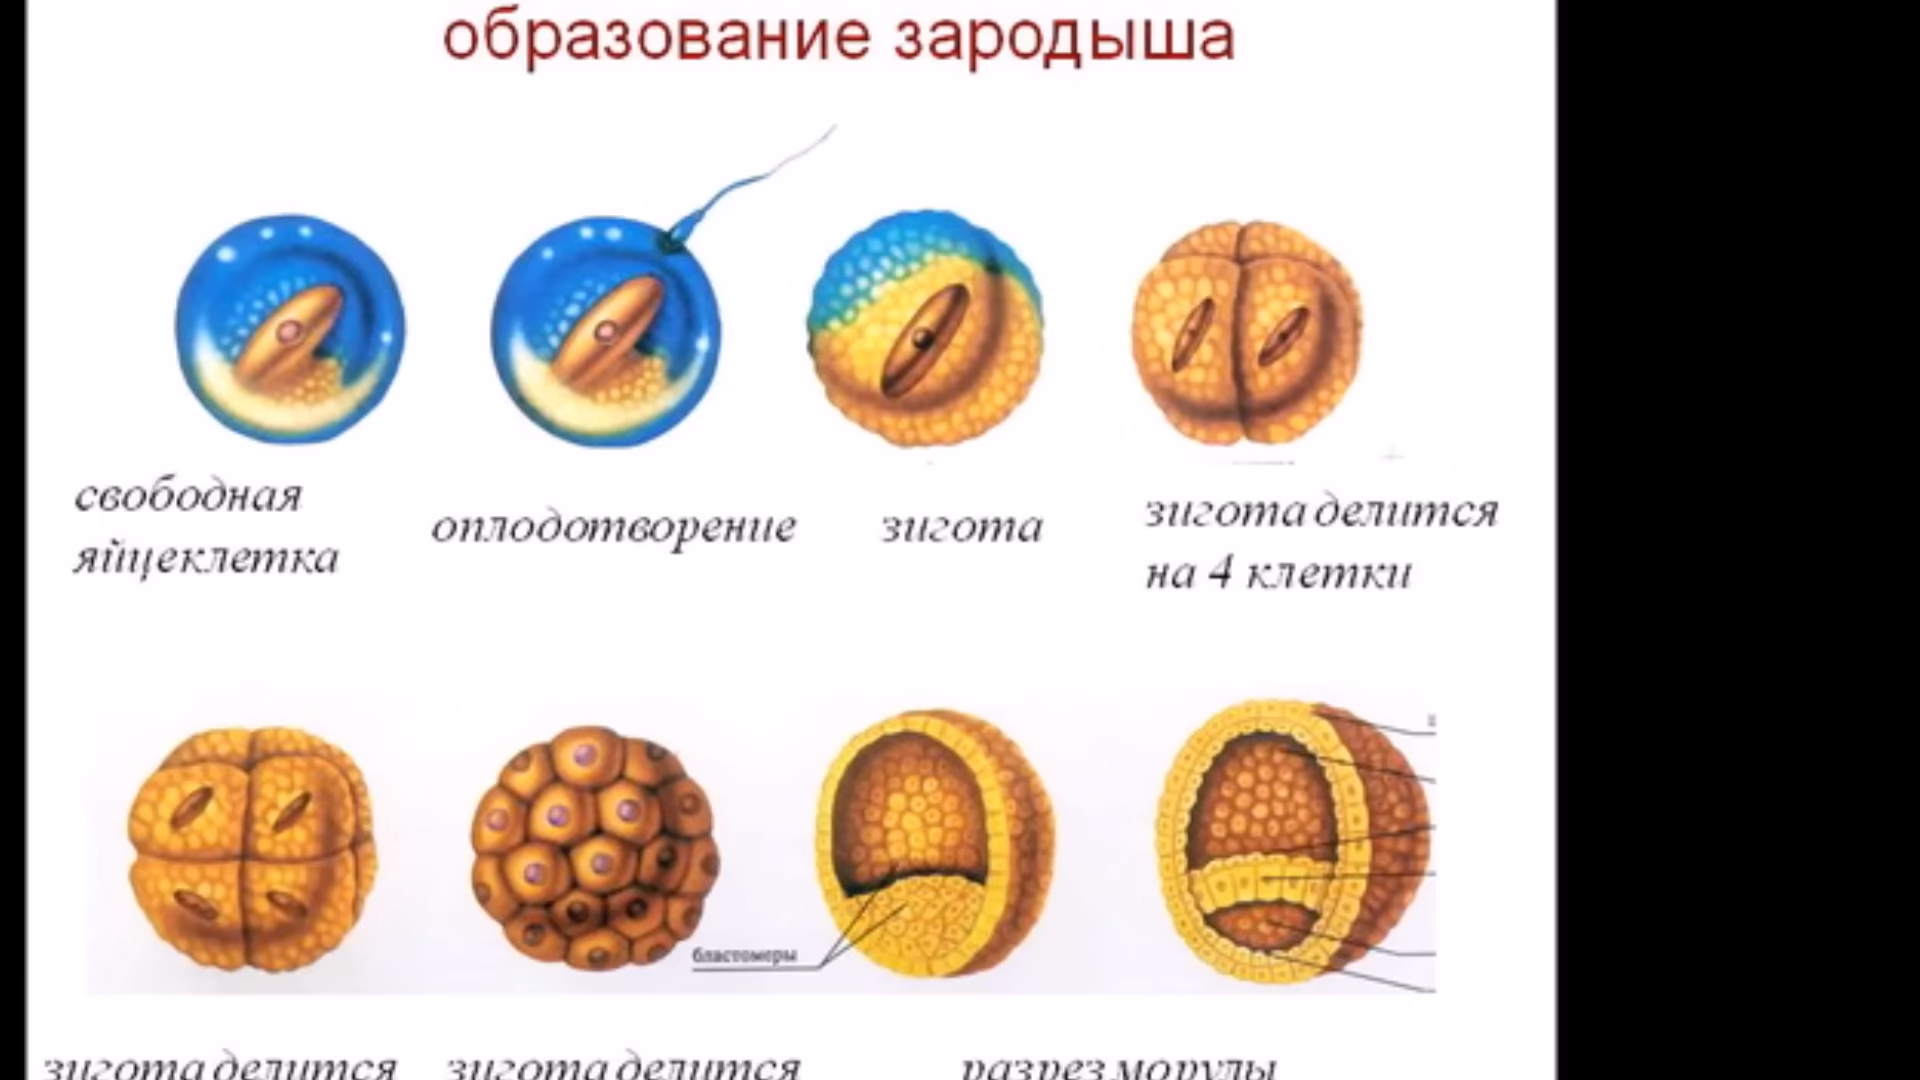 образование зародыша
свободная
яйцеклетка
оплодотворение
зигота
зигота делится
на 4 клетки
бластомеры
зигота делится
зигота делится
разрез морулы